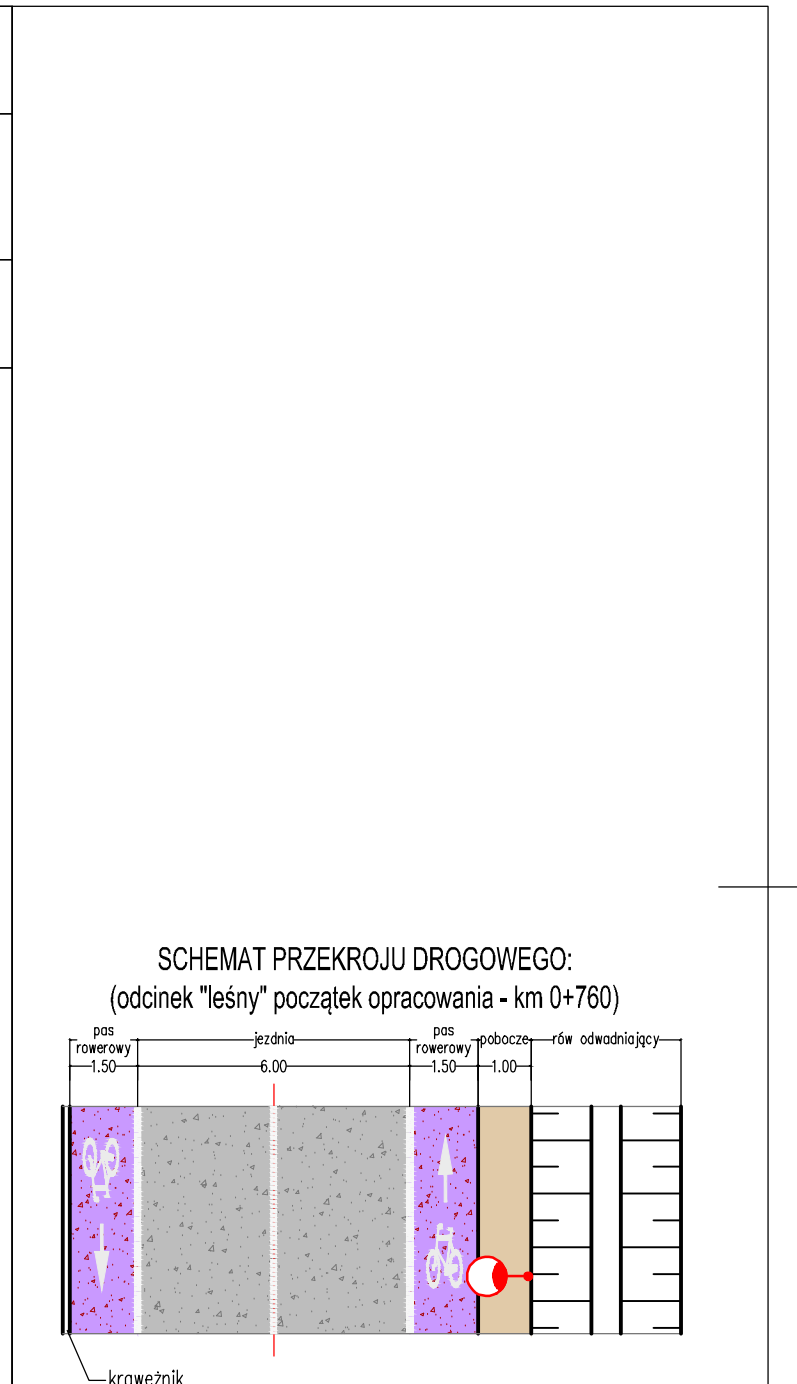 SCHEMAT PRZEKROJU DROGOWEGO:
(odcinek "leśny" początek opracowania - km 0+760)
pas
rowerowy
jezdnia
pas
rowerowy
pobocze
rów odwadniający
1.50
6.00
1.50
1.00
krawężnik